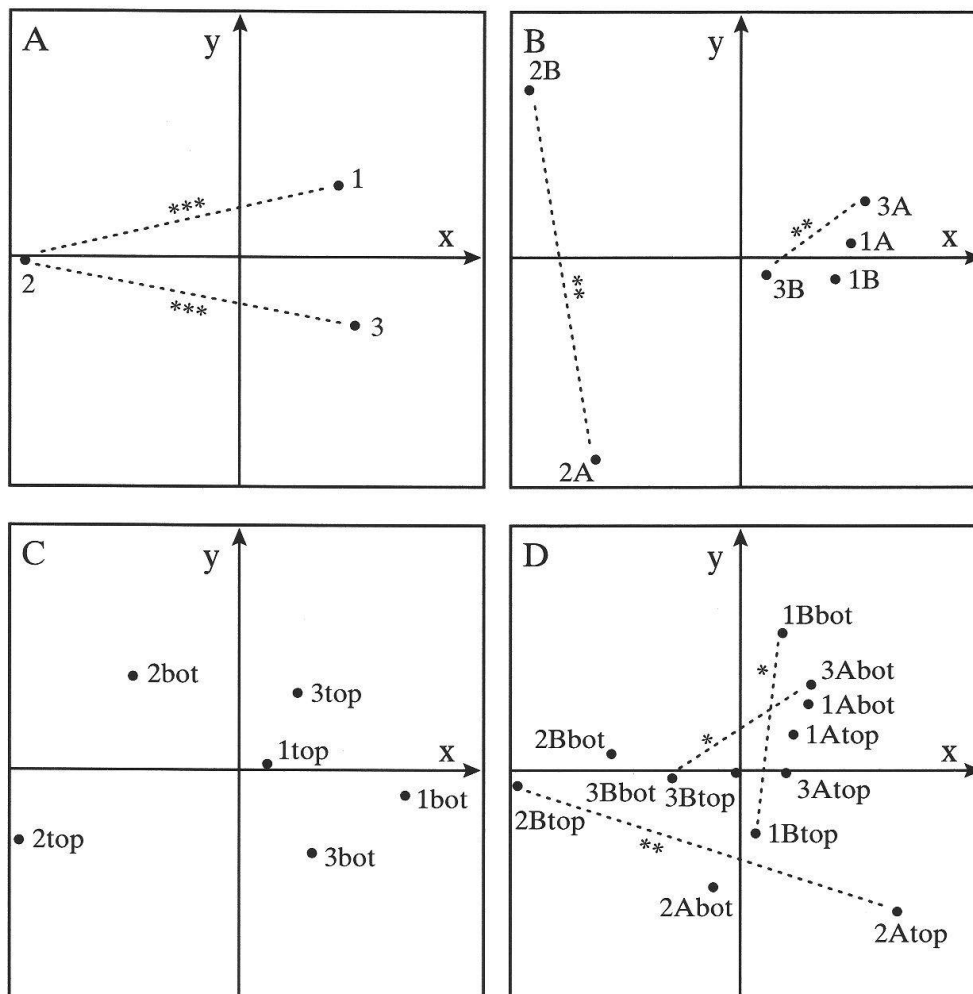 A
y
1
***
x
2
***
3
B
y
2B
3A
**
x
1A
3B
1B
**
2A
C
y
2bot
3top
x
1top
1bot
2top
3bot
D
y
1Bbot
*
3Abot
1Abot
*
1Atop
x
2Bbot
3Bbot
3Btop
3Atop
2Btop
1Btop
**
2Abot
2Atop